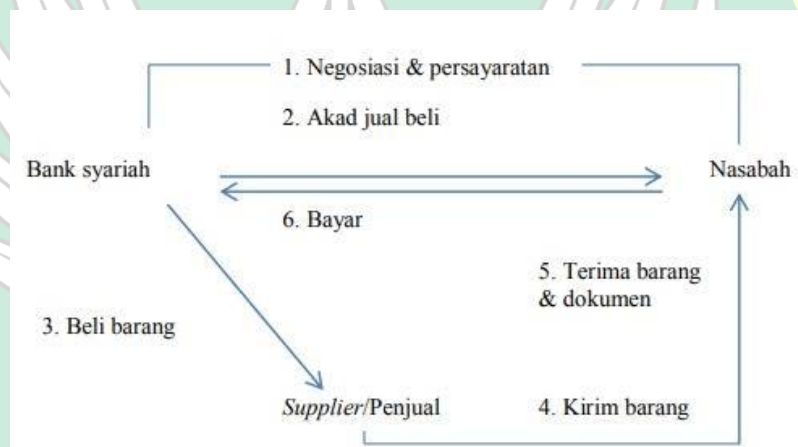 1. Negosiasi & persayaratan
2. Akad jual beli
Bank syariah
Nasabah
6. Bayar
5. Terima barang
& dokumen
3. Beli barang
Supplier/Penjual
4. Kirim barang